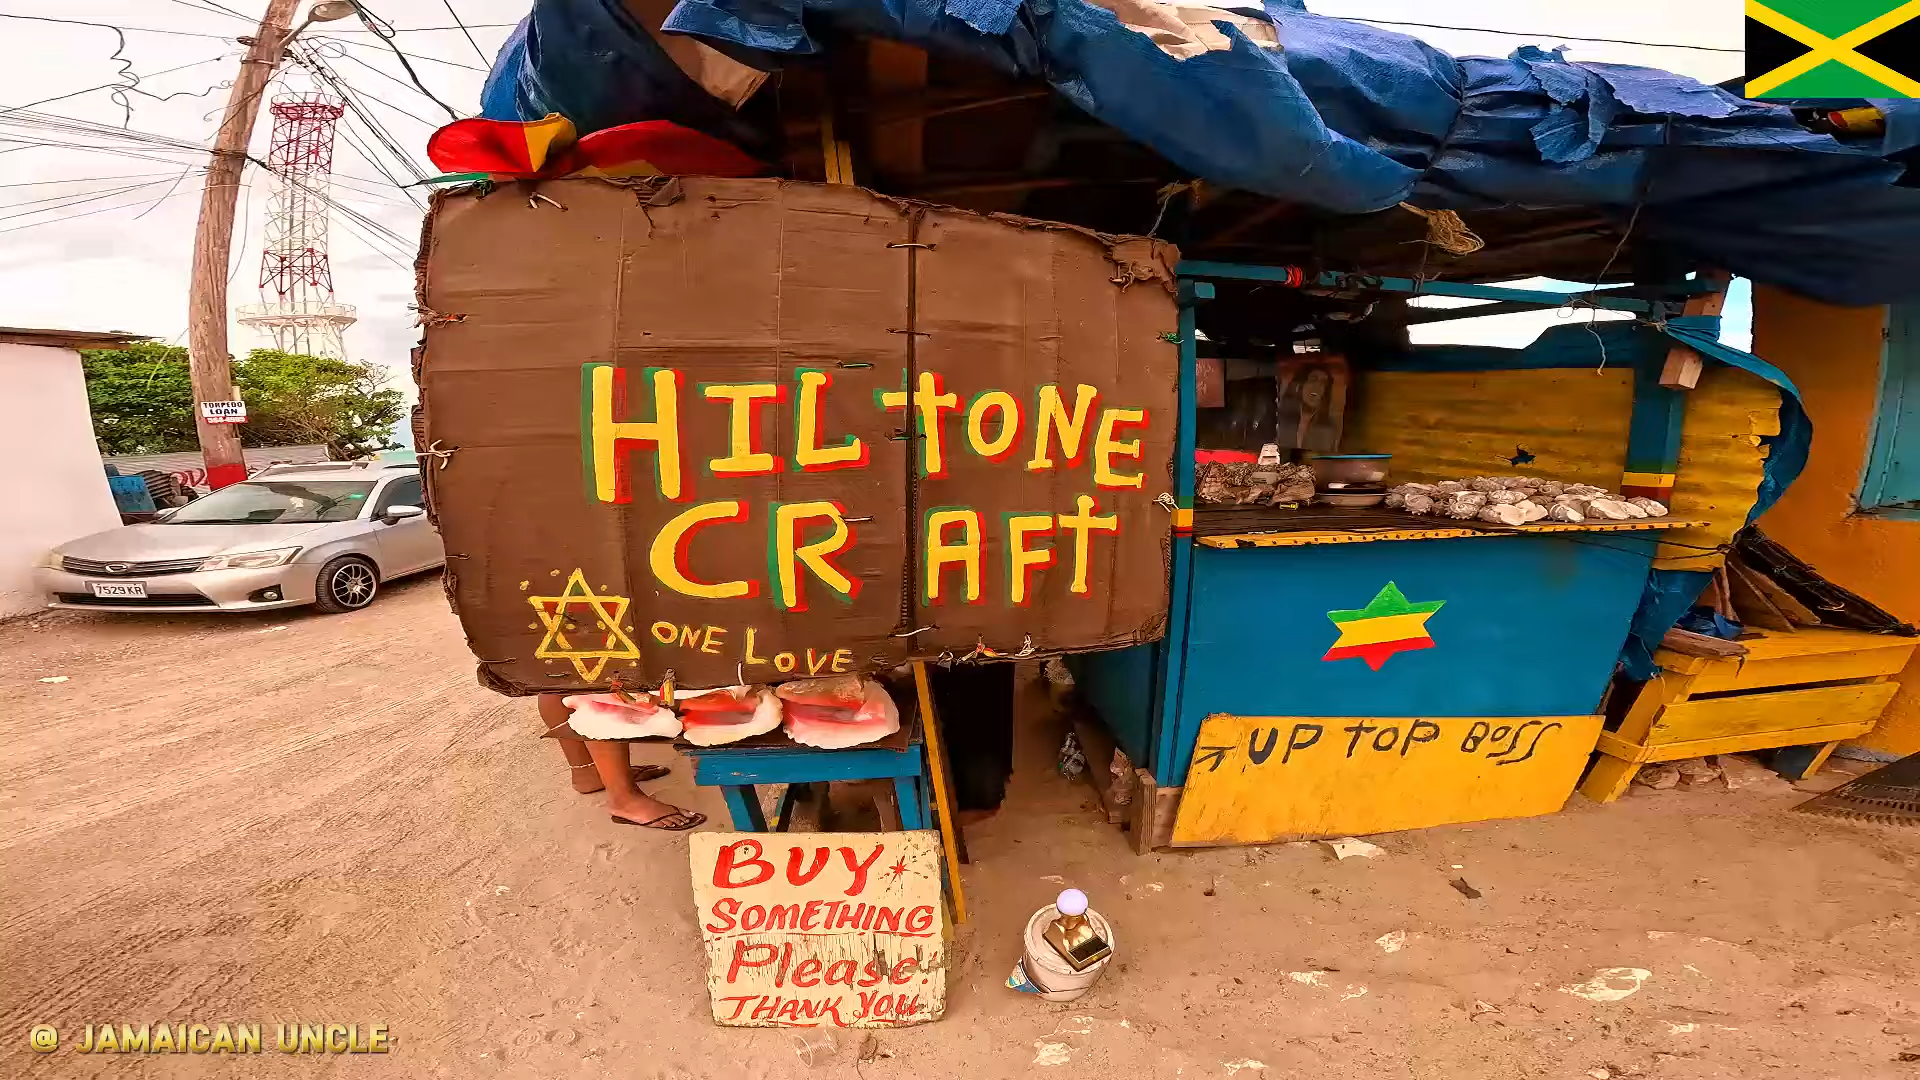 HILTONE
CRAFT
ONE LOVE
UP TOP BOSS
BUY
SOMETHING
Please!
THANK YOU
TORPEDO
LOAN
7529 KR
@ JAMAICAN UNCLE